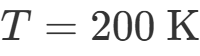 T = 200 K